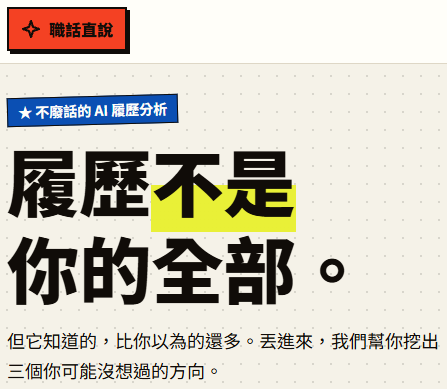 職話直說
★ 不廢話的 AI 履歷分析
履歷不是
你的全部。
但它知道的，比你以為的還多。丟進來，我們幫你挖出
三個你可能沒想過的方向。